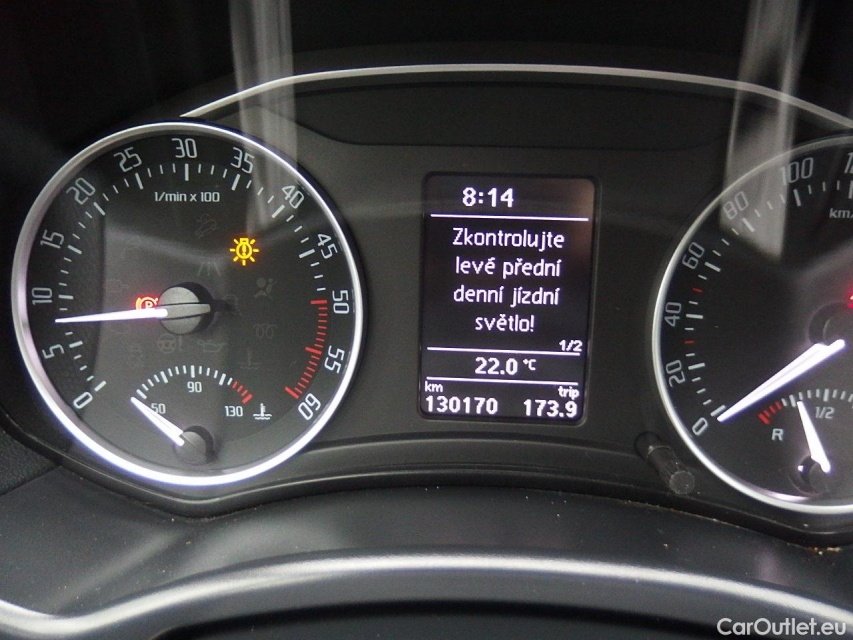 1/min x 100
0
5
10
15
20
25
30
35
40
45
50
55
60
P
50
90
130
8:14
Zkontrolujte
levé přední
denní jízdní
světlo!
1/2
22.0 °C
km trip
130170 173.9
0
20
40
60
80
100
km/
R
1/2
CarOutlet.eu